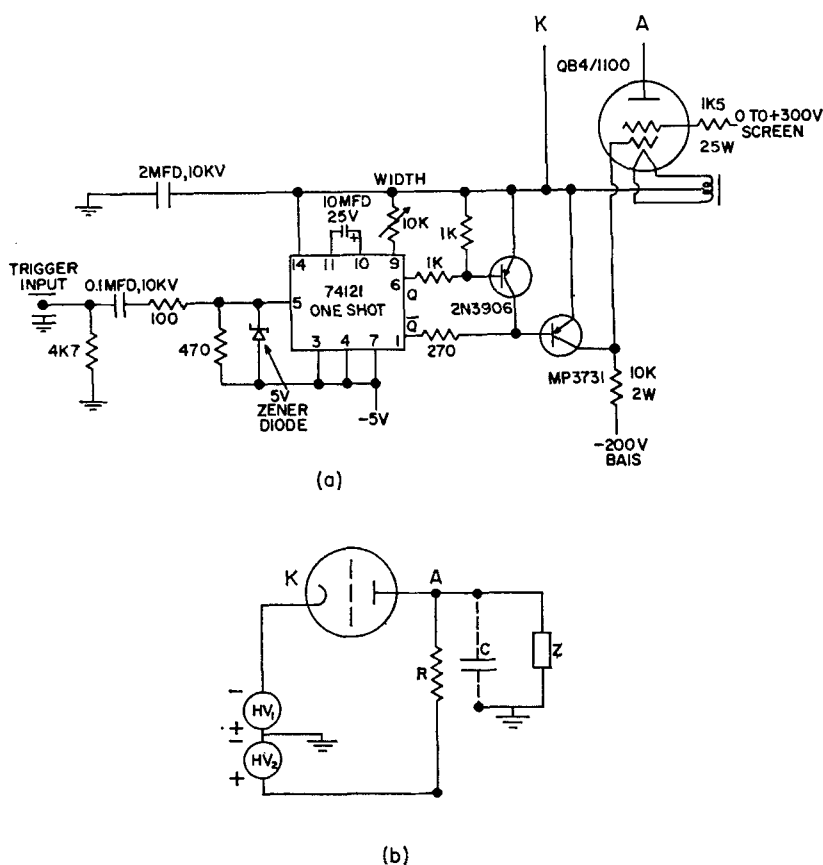 K A
QB4/1100
1K5
0 TO +300V
SCREEN
25W
2MFD, 10KV
WIDTH
10MFD
25V
+
10K
1K
14 11 10 9
TRIGGER
INPUT
0.1MFD, 10KV
6
1K
Q
2N3906
5
74121
ONE SHOT
100
Q̅
4K7
470
3 4 7 1
270
5V
ZENER
DIODE
-5V
MP3731
10K
2W
-200V
BAIS
(a)
K A
R C Z
-
HV₁
+
-
HV₂
+
(b)